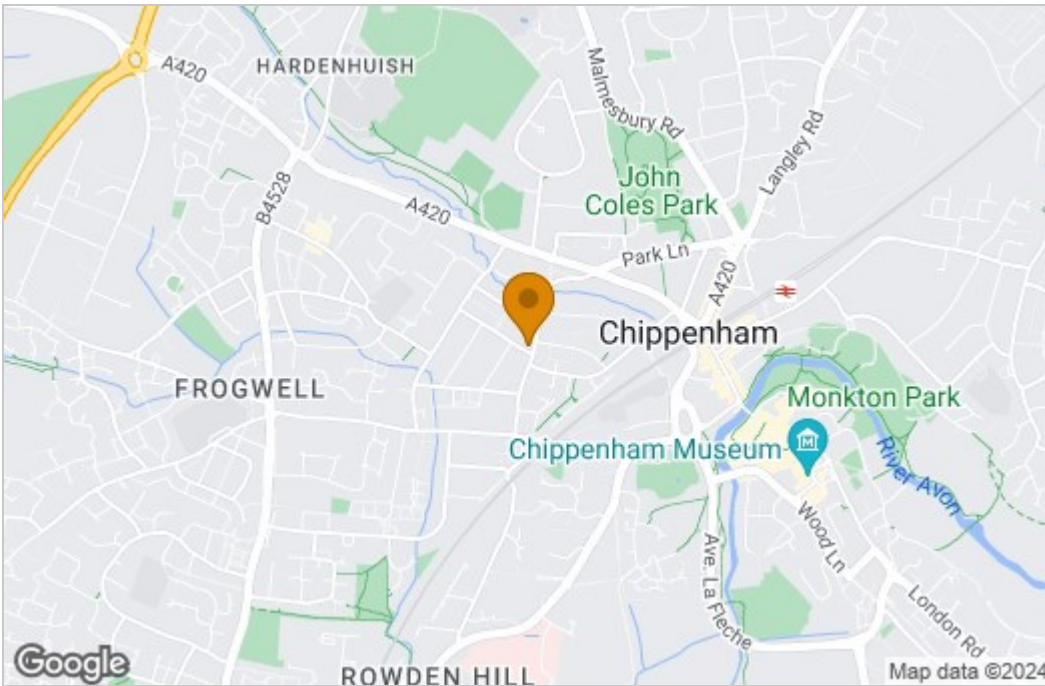 HARDENHUISH
A420
Malmesbury Rd
Langley Rd
B4528
A420
John
Coles Park
Park Ln
A420
Chippenham
FROGWELL
Monkton Park
Chippenham Museum
M
River Avon
Wood Ln
Ave. La Fleche
London Rd
ROWDEN HILL
Google
Map data ©2024